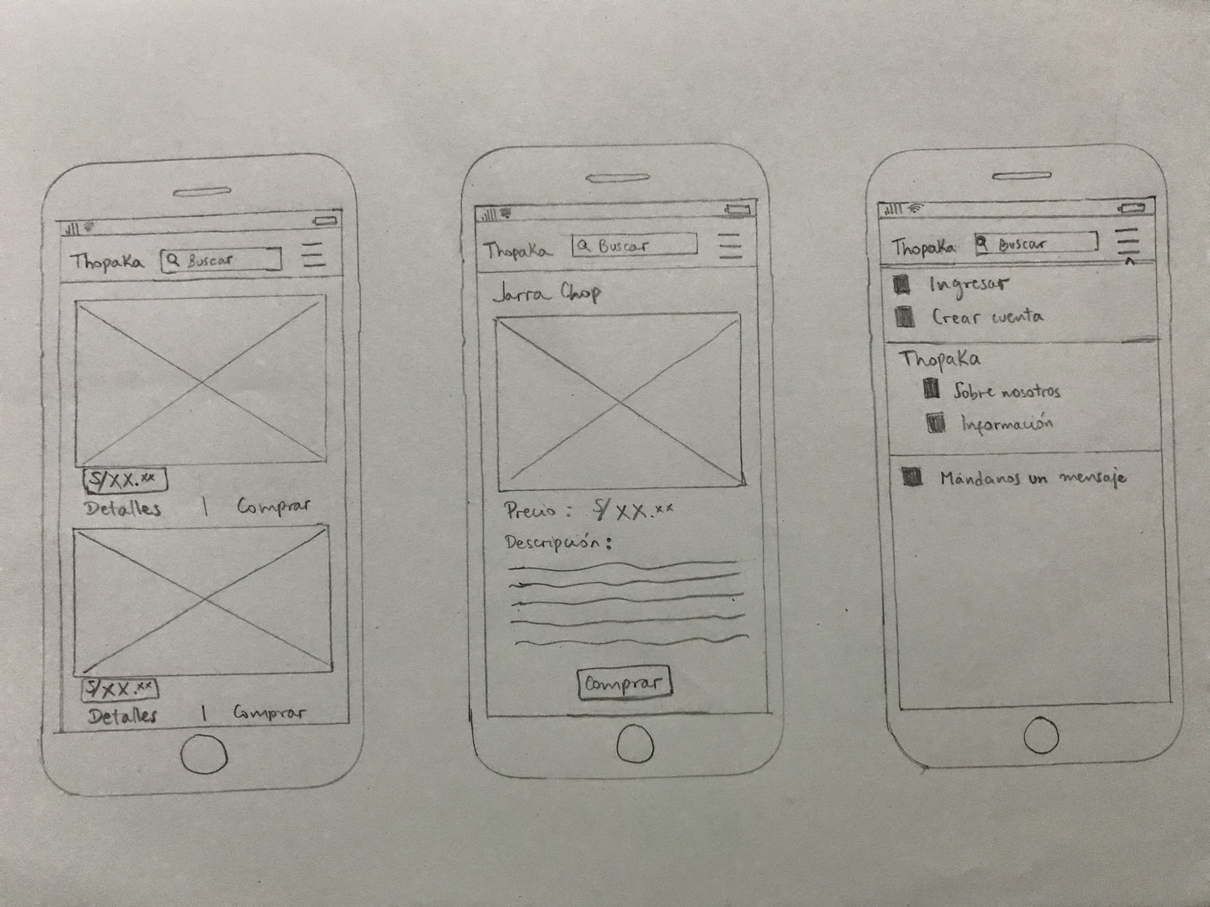 Thopaka Buscar
S/XX.xx
Detalles | Comprar
S/XX.xx
Detalles | Comprar
Thopaka Buscar
Jarra Chop
Precio : S/XX.xx
Descripción :
Comprar
Thopaka Buscar
Ingresar
Crear cuenta
Thopaka
Sobre nosotros
Información
Mándanos un mensaje